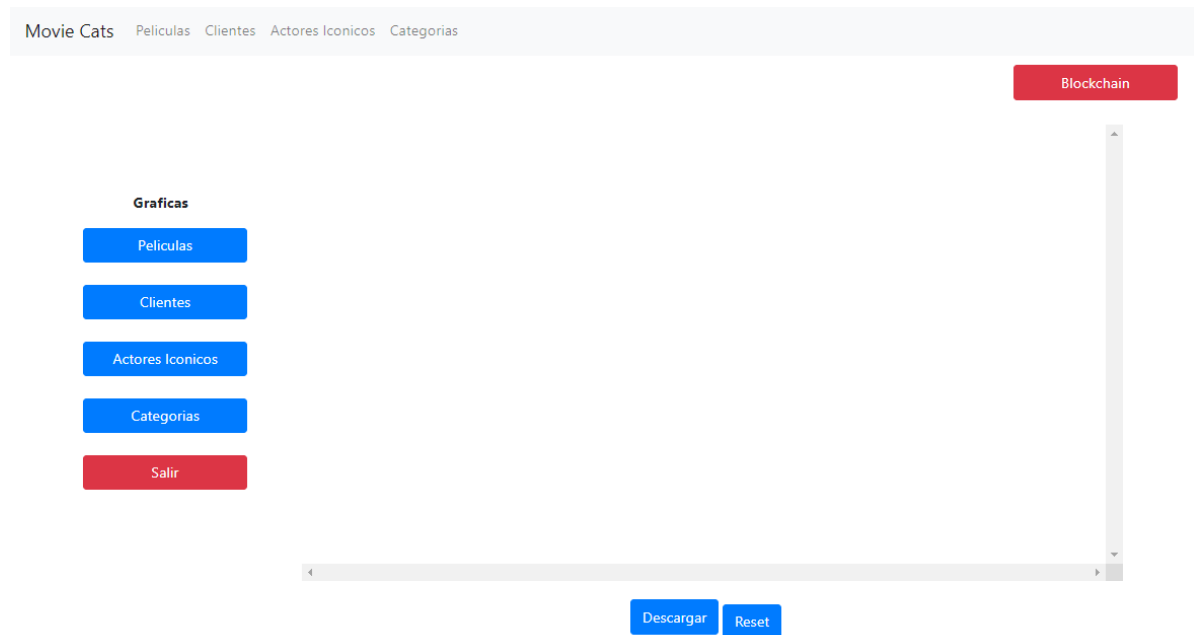 Movie Cats Peliculas Clientes Actores Iconicos Categorias
Blockchain
Graficas
Peliculas
Clientes
Actores Iconicos
Categorias
Salir
Descargar Reset